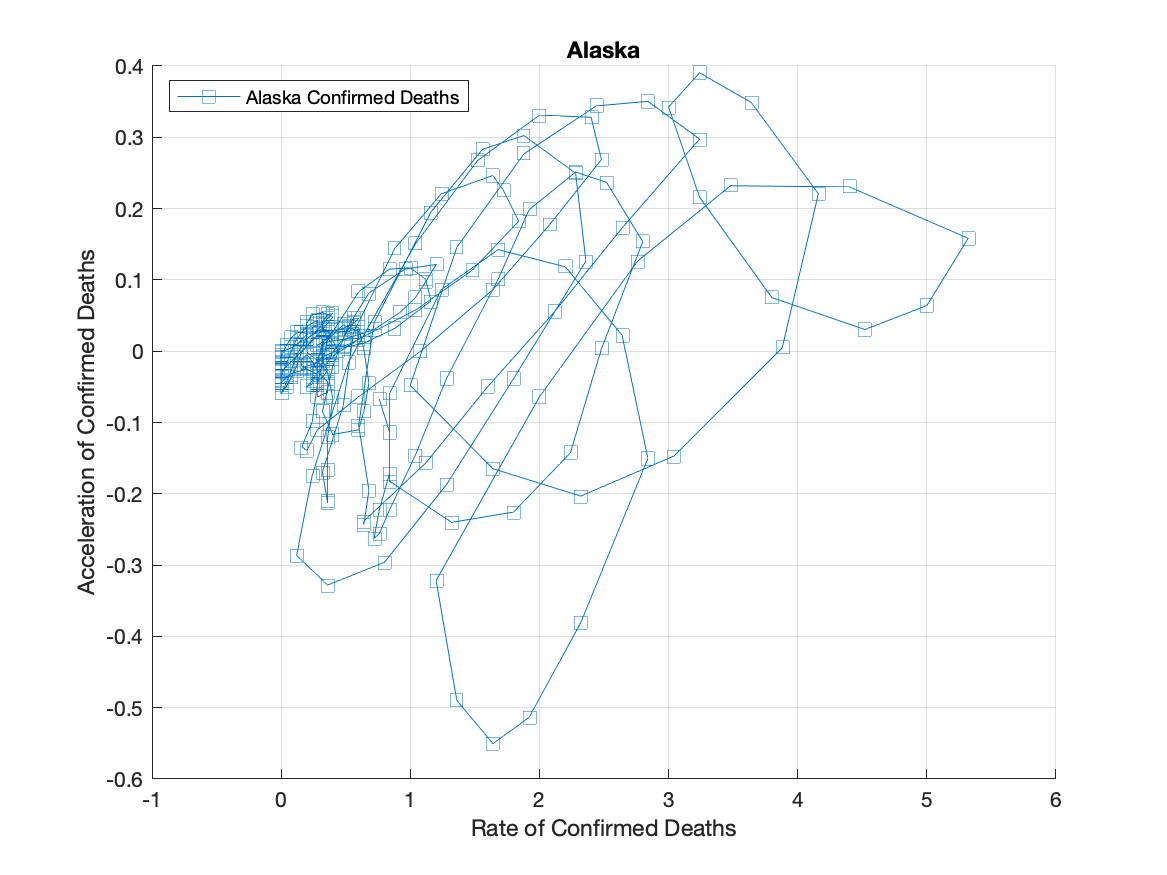 Alaska
Alaska Confirmed Deaths
0.4
0.3
0.2
0.1
0
-0.1
-0.2
-0.3
-0.4
-0.5
-0.6
Acceleration of Confirmed Deaths
-1 0 1 2 3 4 5 6
Rate of Confirmed Deaths